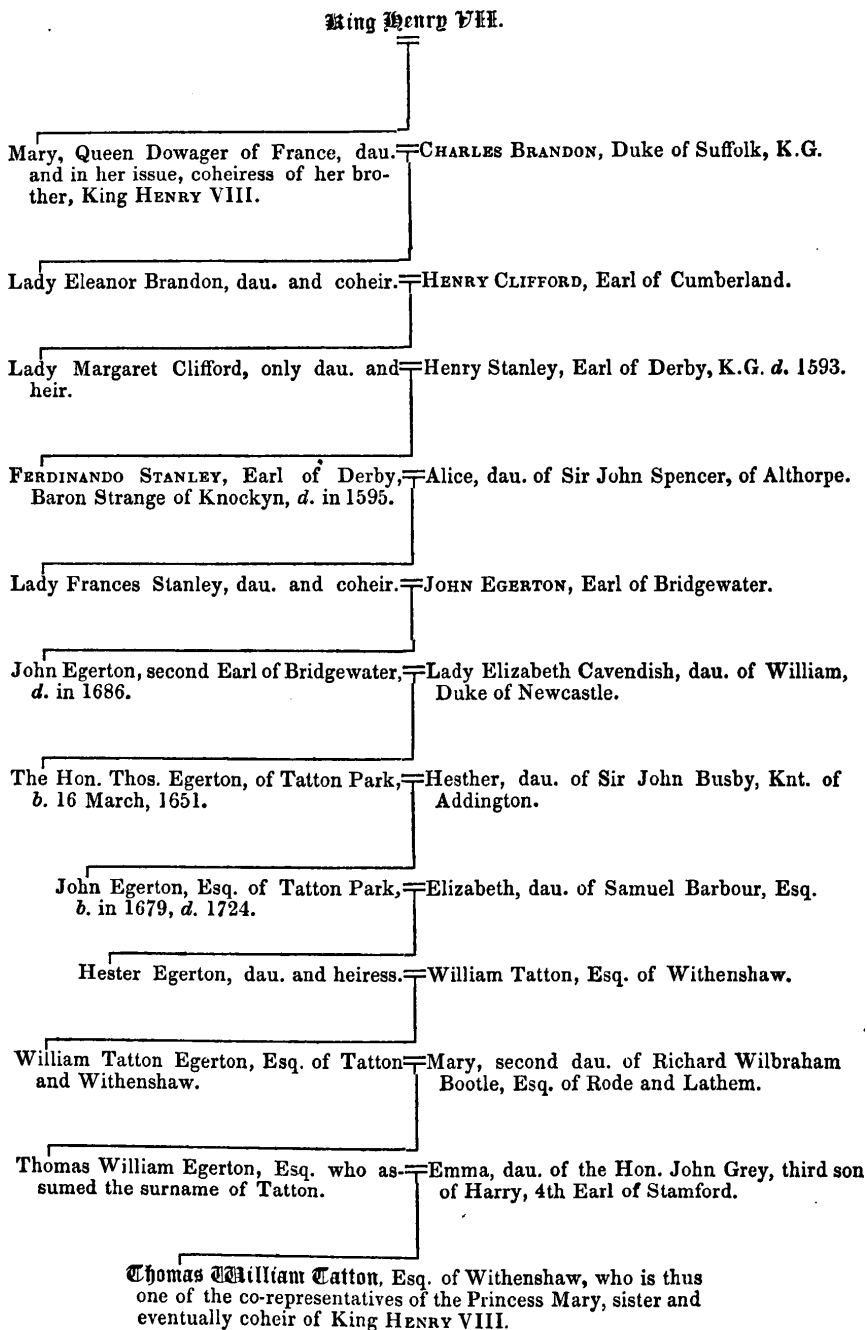 King Henry VII.
Mary, Queen Dowager of France, dau.
and in her issue, coheiress of her bro-
ther, King HENRY VIII.
CHARLES BRANDON, Duke of Suffolk, K.G.
Lady Eleanor Brandon, dau. and coheir.
HENRY CLIFFORD, Earl of Cumberland.
Lady Margaret Clifford, only dau. and
heir.
Henry Stanley, Earl of Derby, K.G. d. 1593.
FERDINANDO STANLEY, Earl of Derby,
Baron Strange of Knockyn, d. in 1595.
Alice, dau. of Sir John Spencer, of Althorpe.
Lady Frances Stanley, dau. and coheir.
JOHN EGERTON, Earl of Bridgewater.
John Egerton, second Earl of Bridgewater,
d. in 1686.
Lady Elizabeth Cavendish, dau. of William,
Duke of Newcastle.
The Hon. Thos. Egerton, of Tatton Park,
b. 16 March, 1651.
Hesther, dau. of Sir John Busby, Knt. of
Addington.
John Egerton, Esq. of Tatton Park,
b. in 1679, d. 1724.
Elizabeth, dau. of Samuel Barbour, Esq.
Hester Egerton, dau. and heiress.
William Tatton, Esq. of Withenshaw.
William Tatton Egerton, Esq. of Tatton
and Withenshaw.
Mary, second dau. of Richard Wilbraham
Bootle, Esq. of Rode and Lathem.
Thomas William Egerton, Esq. who as-
sumed the surname of Tatton.
Emma, dau. of the Hon. John Grey, third son
of Harry, 4th Earl of Stamford.
Thomas William Tatton, Esq. of Withenshaw, who is thus
one of the co-representatives of the Princess Mary, sister and
eventually coheir of King HENRY VIII.